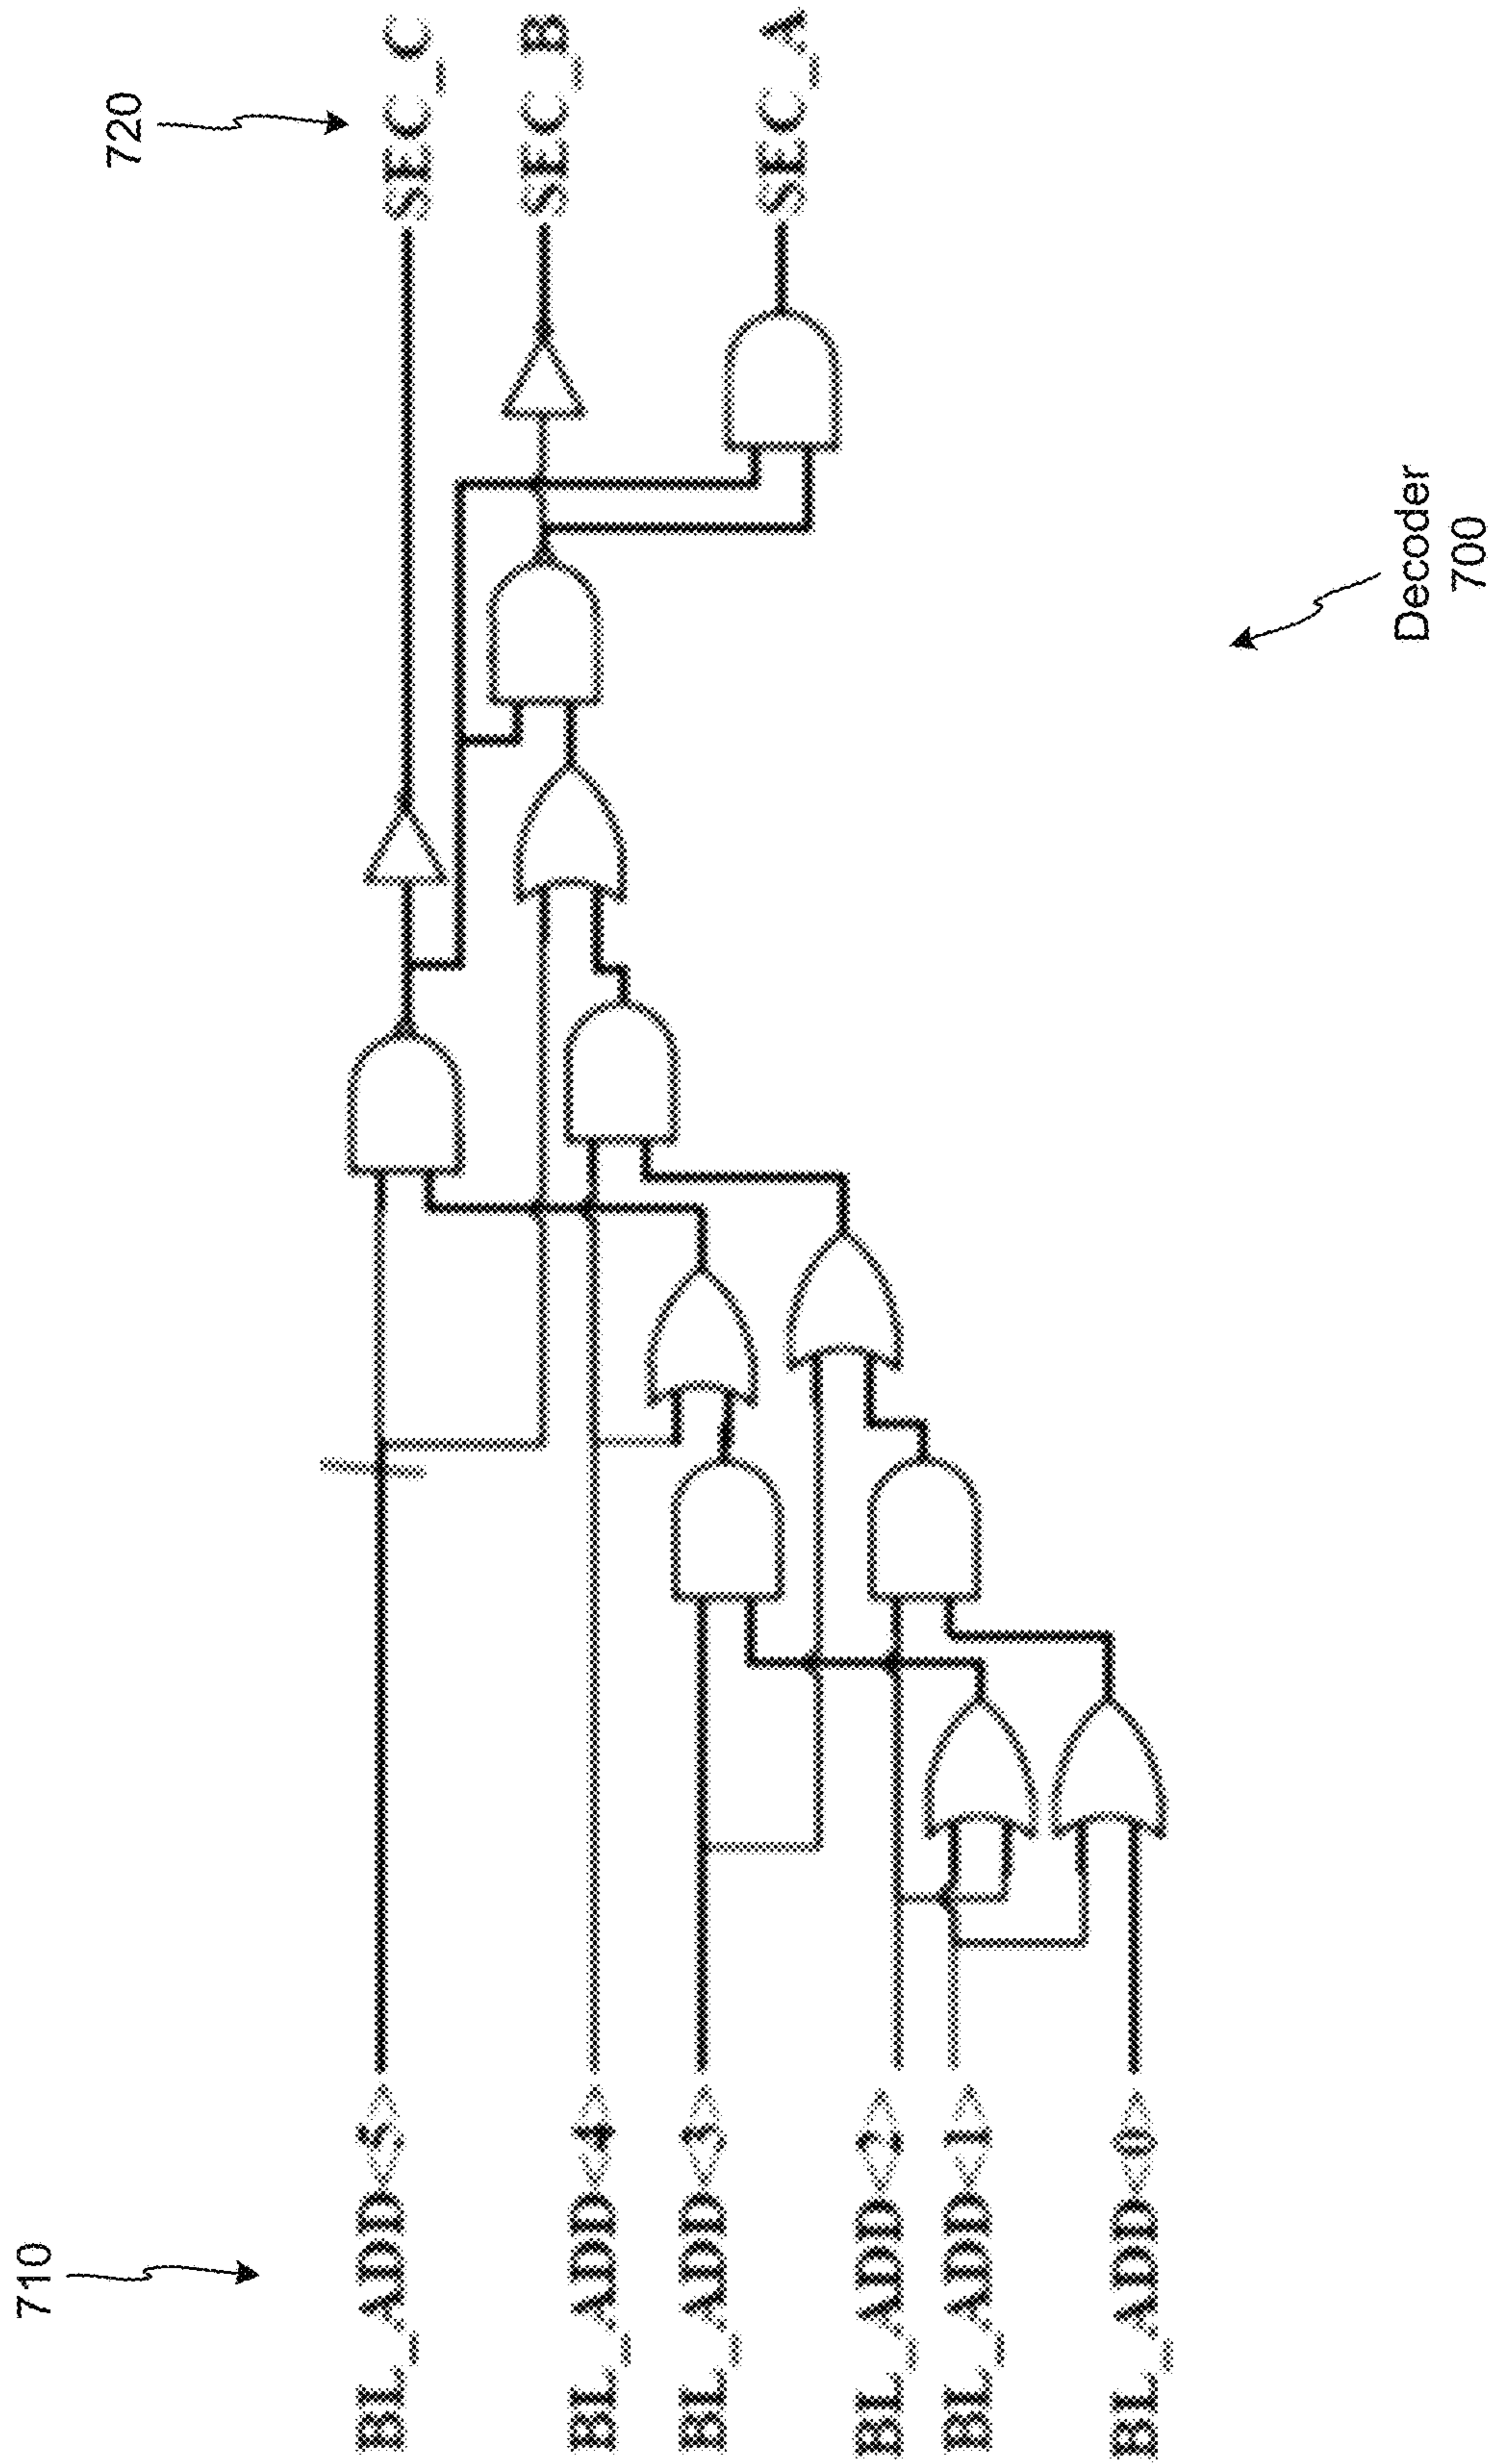 710
BL_ADD<5>
BL_ADD<4>
BL_ADD<3>
BL_ADD<2>
BL_ADD<1>
BL_ADD<0>
720
SEC_C
SEC_B
SEC_A
Decoder
700